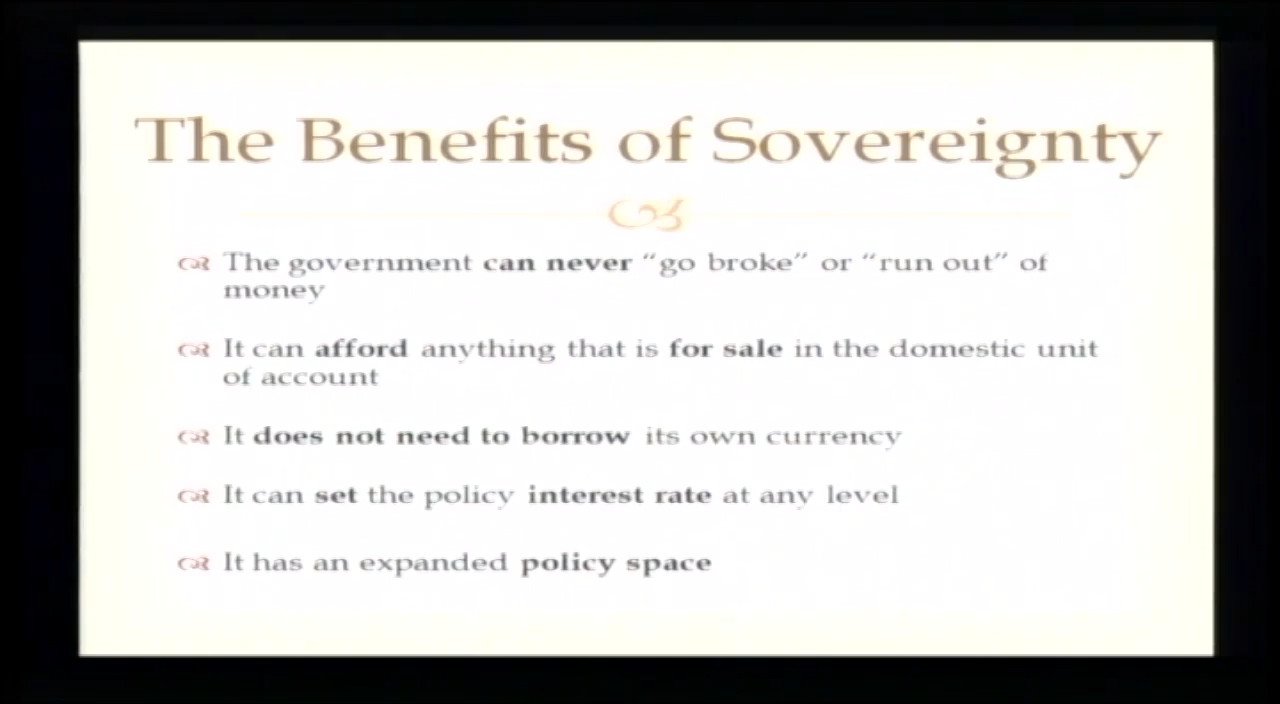 The Benefits of Sovereignty
The government can never “go broke” or “run out” of
money
It can afford anything that is for sale in the domestic unit
of account
It does not need to borrow its own currency
It can set the policy interest rate at any level
It has an expanded policy space